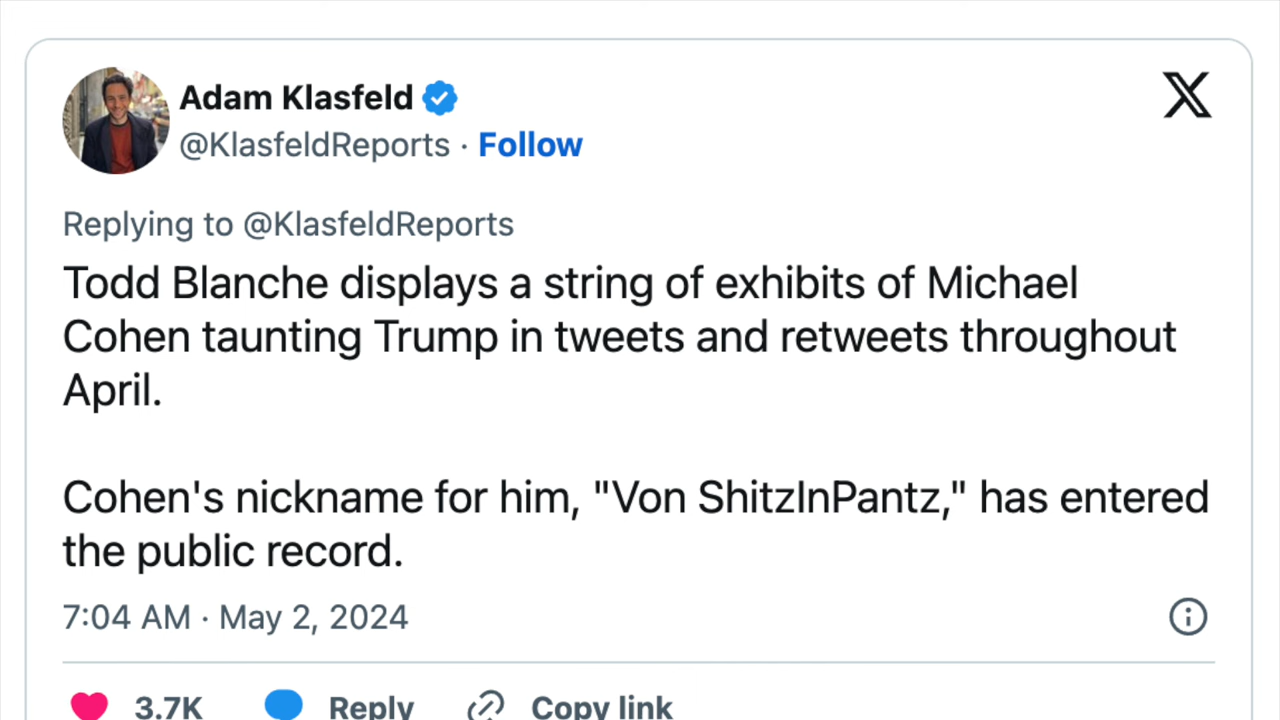 Adam Klasfeld
@KlasfeldReports · Follow
Replying to @KlasfeldReports
Todd Blanche displays a string of exhibits of Michael
Cohen taunting Trump in tweets and retweets throughout
April.
Cohen's nickname for him, "Von ShitzInPantz," has entered
the public record.
7:04 AM · May 2, 2024
3.7K Reply Copy link